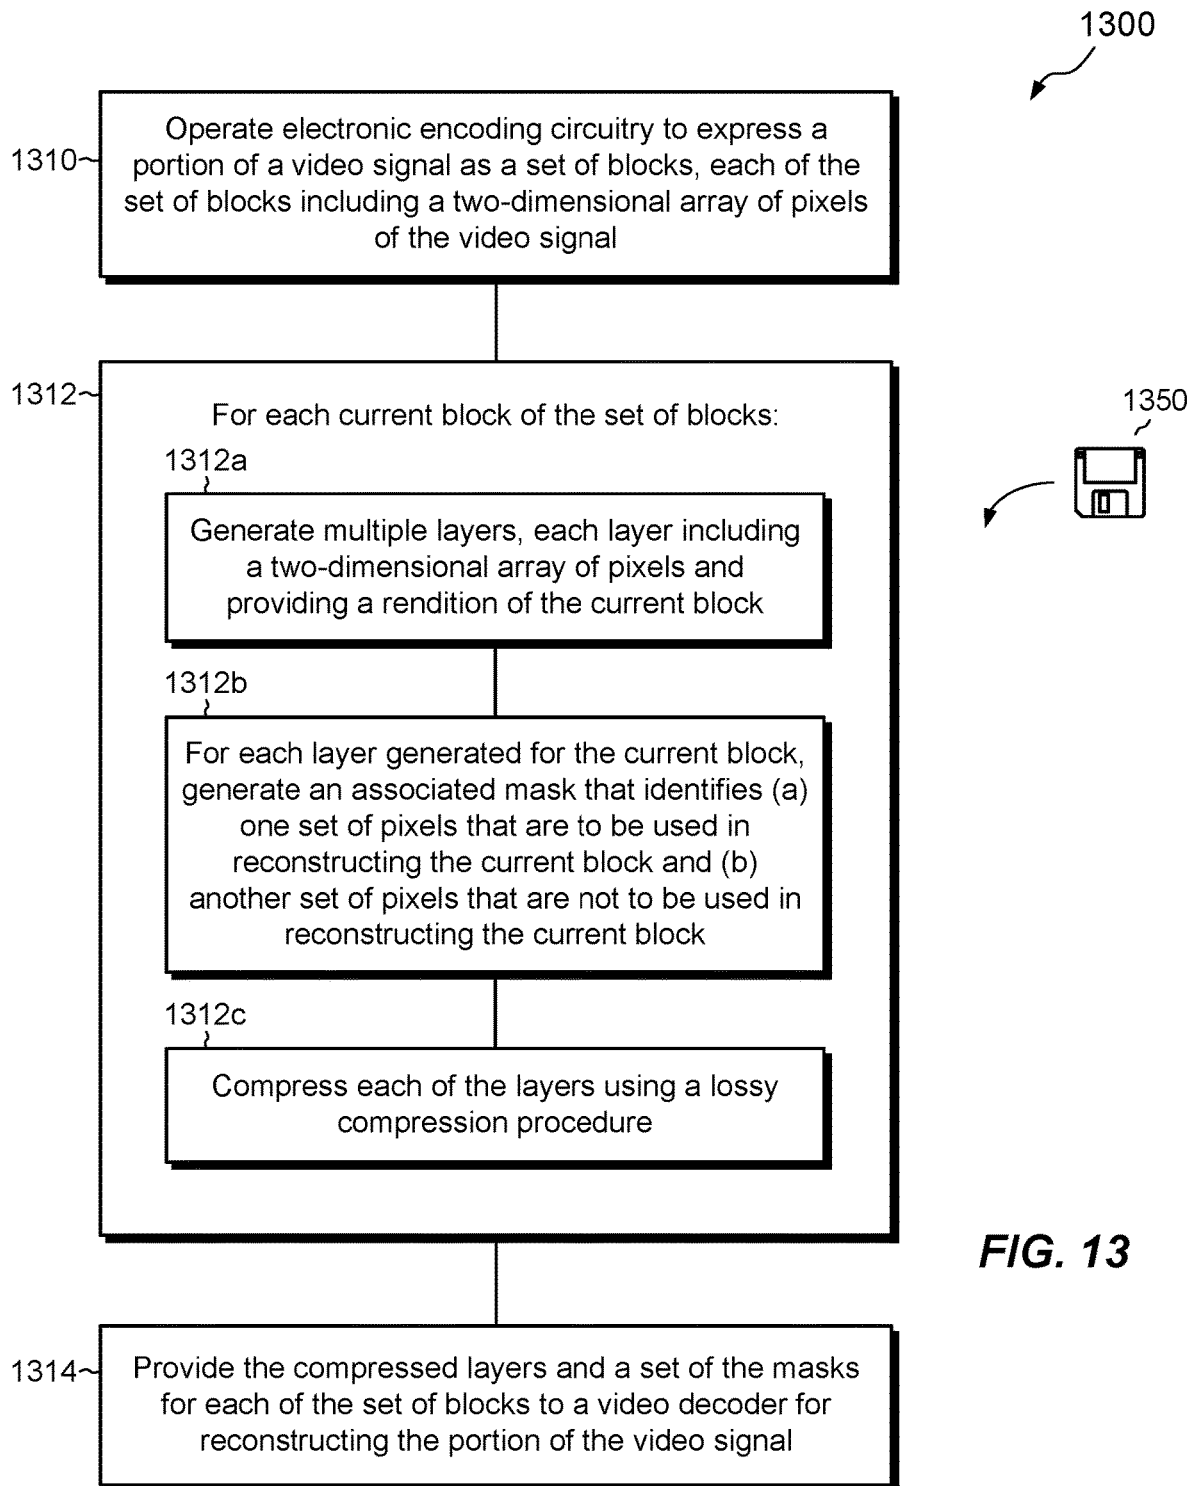 1300
1310
Operate electronic encoding circuitry to express a
portion of a video signal as a set of blocks, each of the
set of blocks including a two-dimensional array of pixels
of the video signal
1312
For each current block of the set of blocks:
1350
1312a
Generate multiple layers, each layer including
a two-dimensional array of pixels and
providing a rendition of the current block
1312b
For each layer generated for the current block,
generate an associated mask that identifies (a)
one set of pixels that are to be used in
reconstructing the current block and (b)
another set of pixels that are not to be used in
reconstructing the current block
1312c
Compress each of the layers using a lossy
compression procedure
FIG. 13
1314
Provide the compressed layers and a set of the masks
for each of the set of blocks to a video decoder for
reconstructing the portion of the video signal